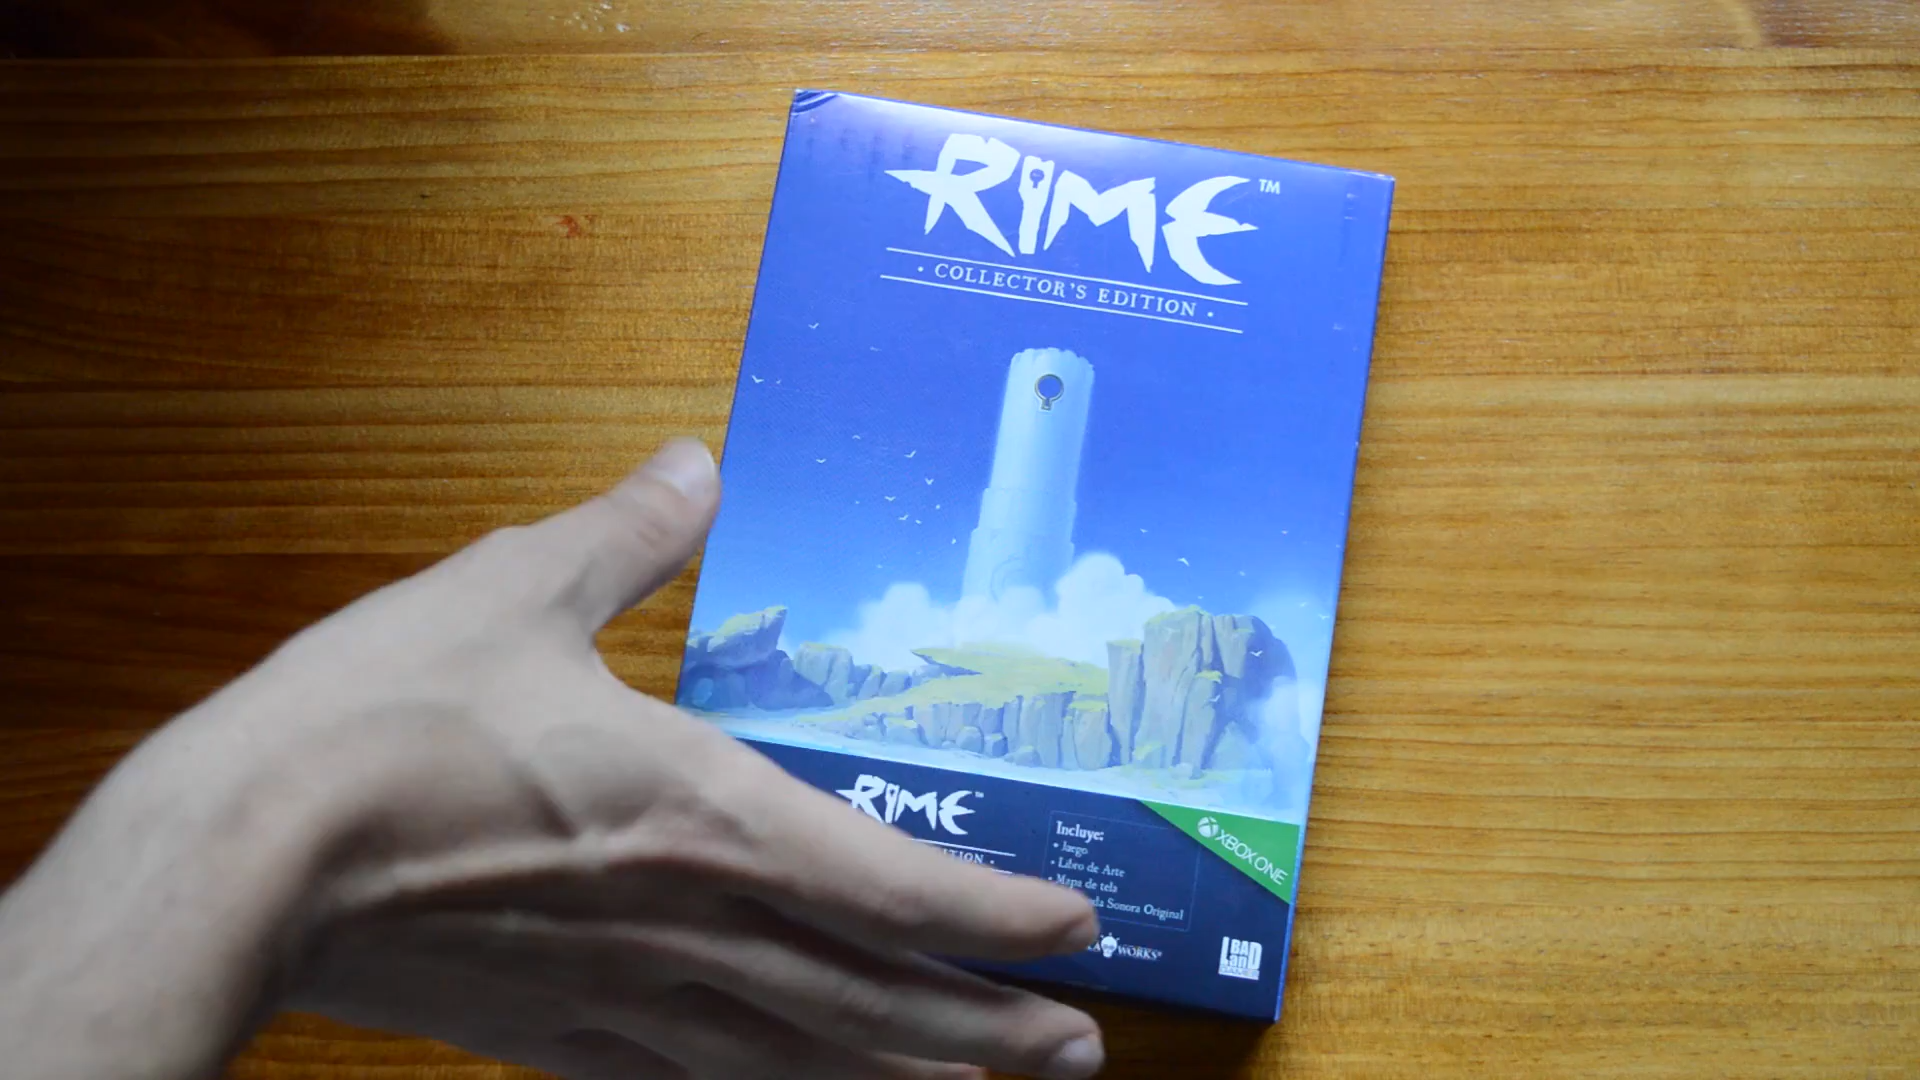 RIME™
• COLLECTOR'S EDITION •
RIME™
Incluye:
• Juego
• Libro de Arte
• Mapa de tela
Sonora Original
XBOX ONE
WORKS®
BAD
LanD
GAMES